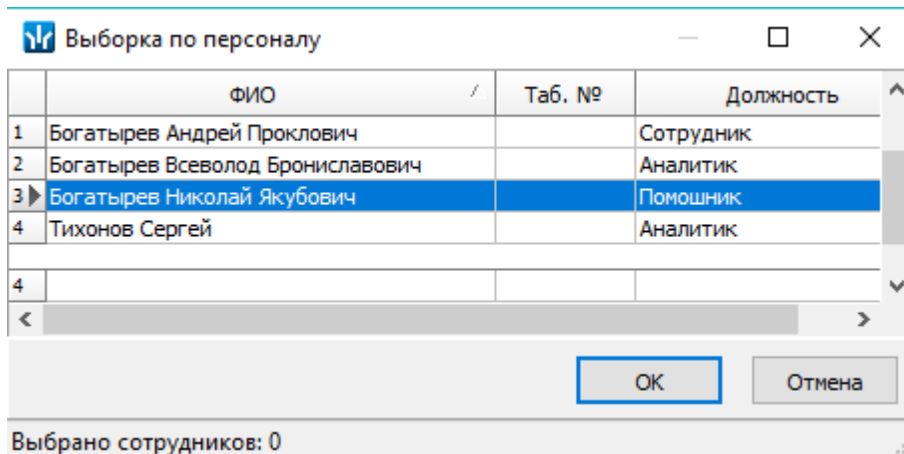 Выборка по персоналу
ФИО Таб. № Должность
1 Богатырев Андрей Проклович Сотрудник
2 Богатырев Всеволод Брониславович Аналитик
3 Богатырев Николай Якубович Помошник
4 Тихонов Сергей Аналитик
4
OK Отмена
Выбрано сотрудников: 0